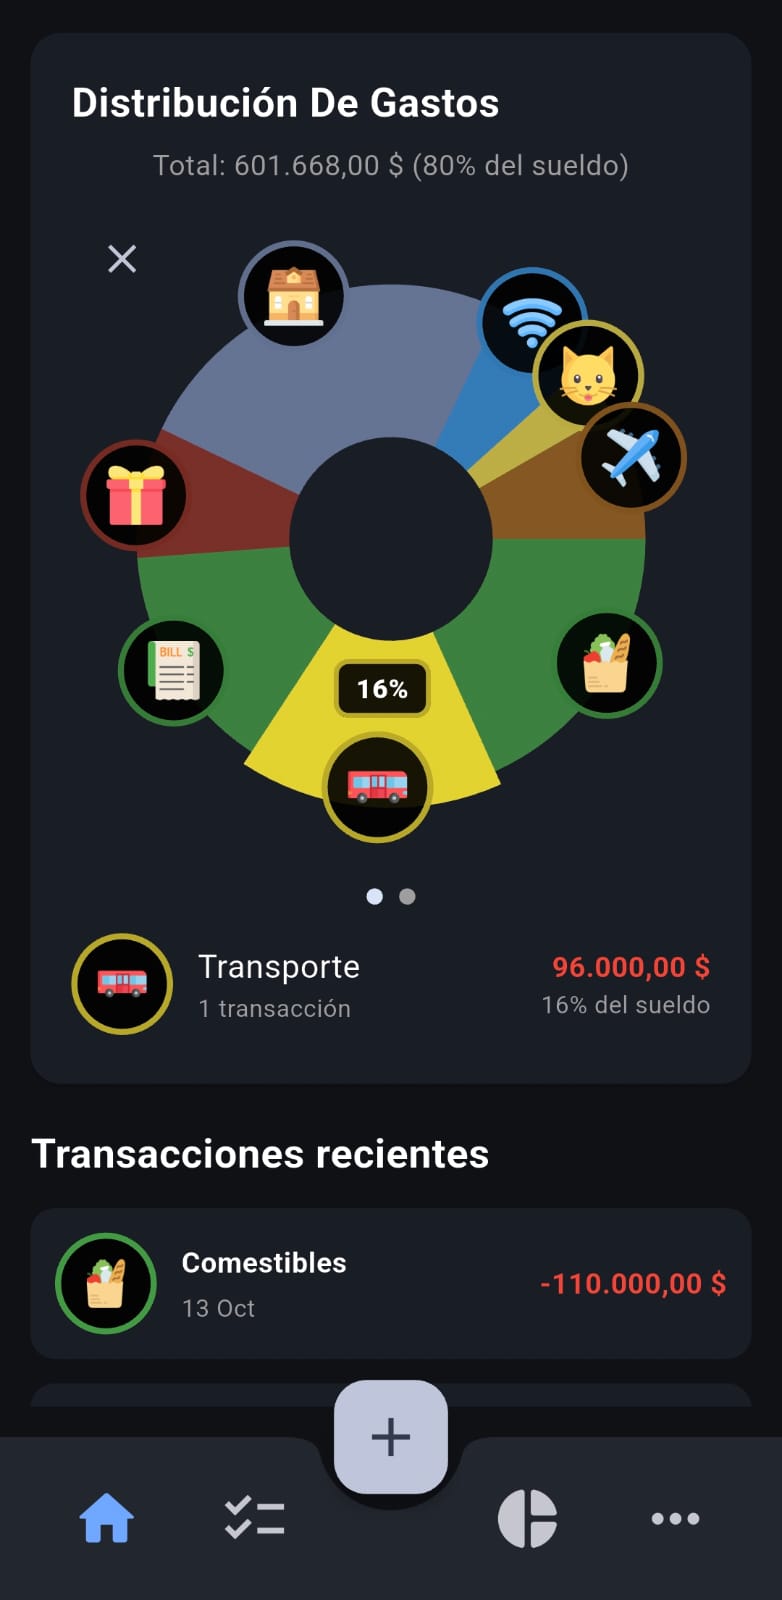 Distribución De Gastos
Total: 601.668,00 $ (80% del sueldo)
BILL $
16%
Transporte
96.000,00 $
1 transacción
16% del sueldo
Transacciones recientes
Comestibles
13 Oct
-110.000,00 $